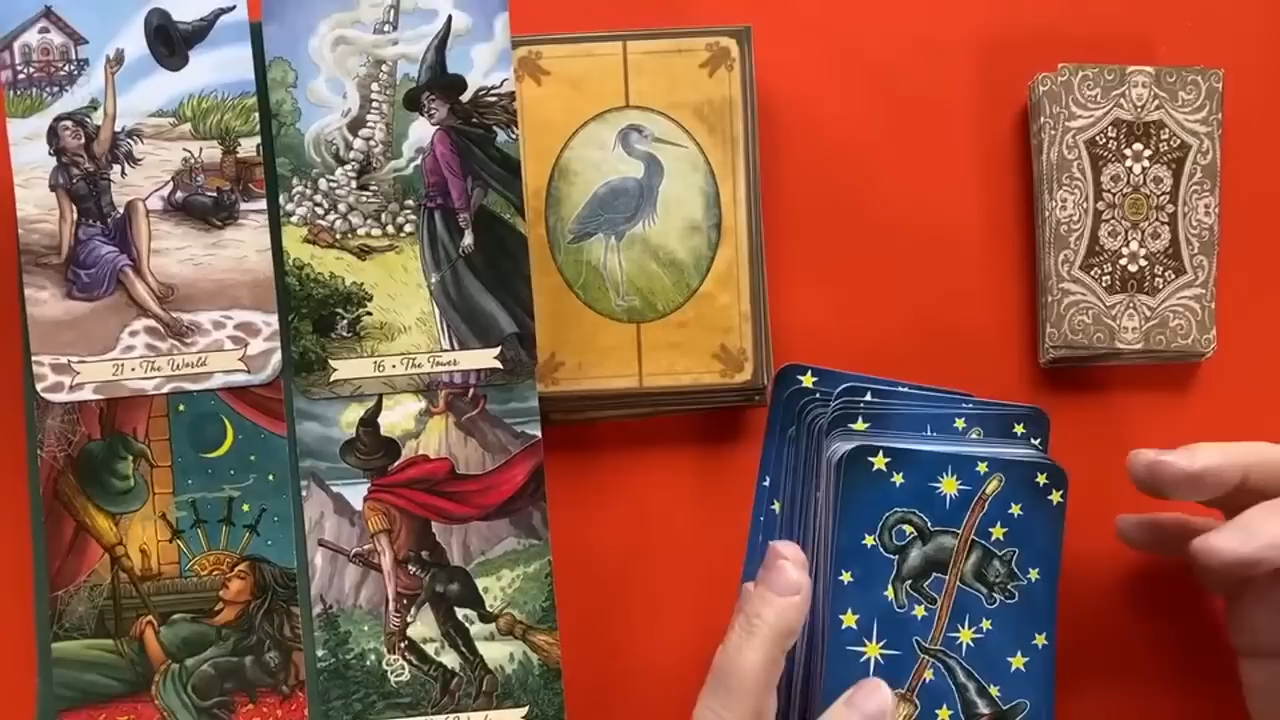 21 • The World
16 • The Tower